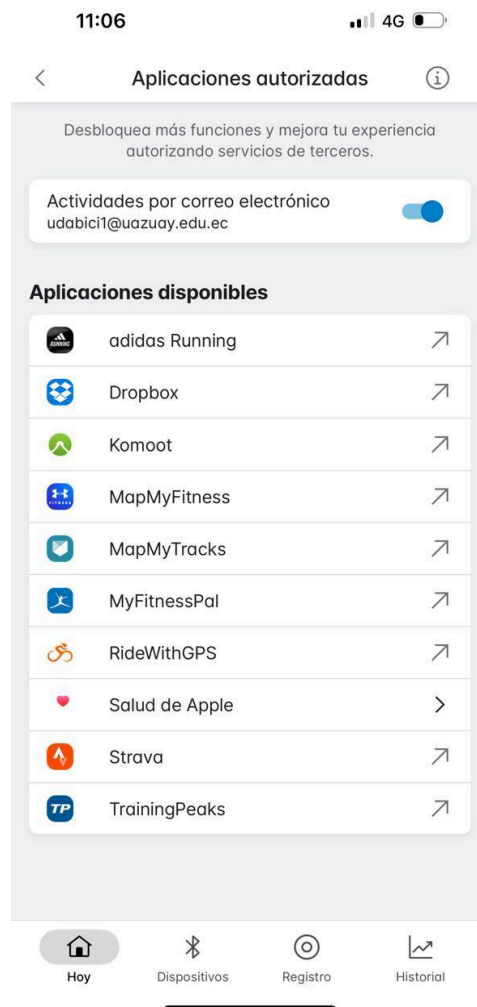 11:06
4G
Aplicaciones autorizadas
Desbloquea más funciones y mejora tu experiencia
autorizando servicios de terceros.
Actividades por correo electrónico
udabici1@uazuay.edu.ec
Aplicaciones disponibles
RUNNING
adidas Running
Dropbox
Komoot
FITNESS
MapMyFitness
MapMyTracks
MyFitnessPal
RideWithGPS
Salud de Apple
Strava
TP
TrainingPeaks
Hoy
Dispositivos
Registro
Historial